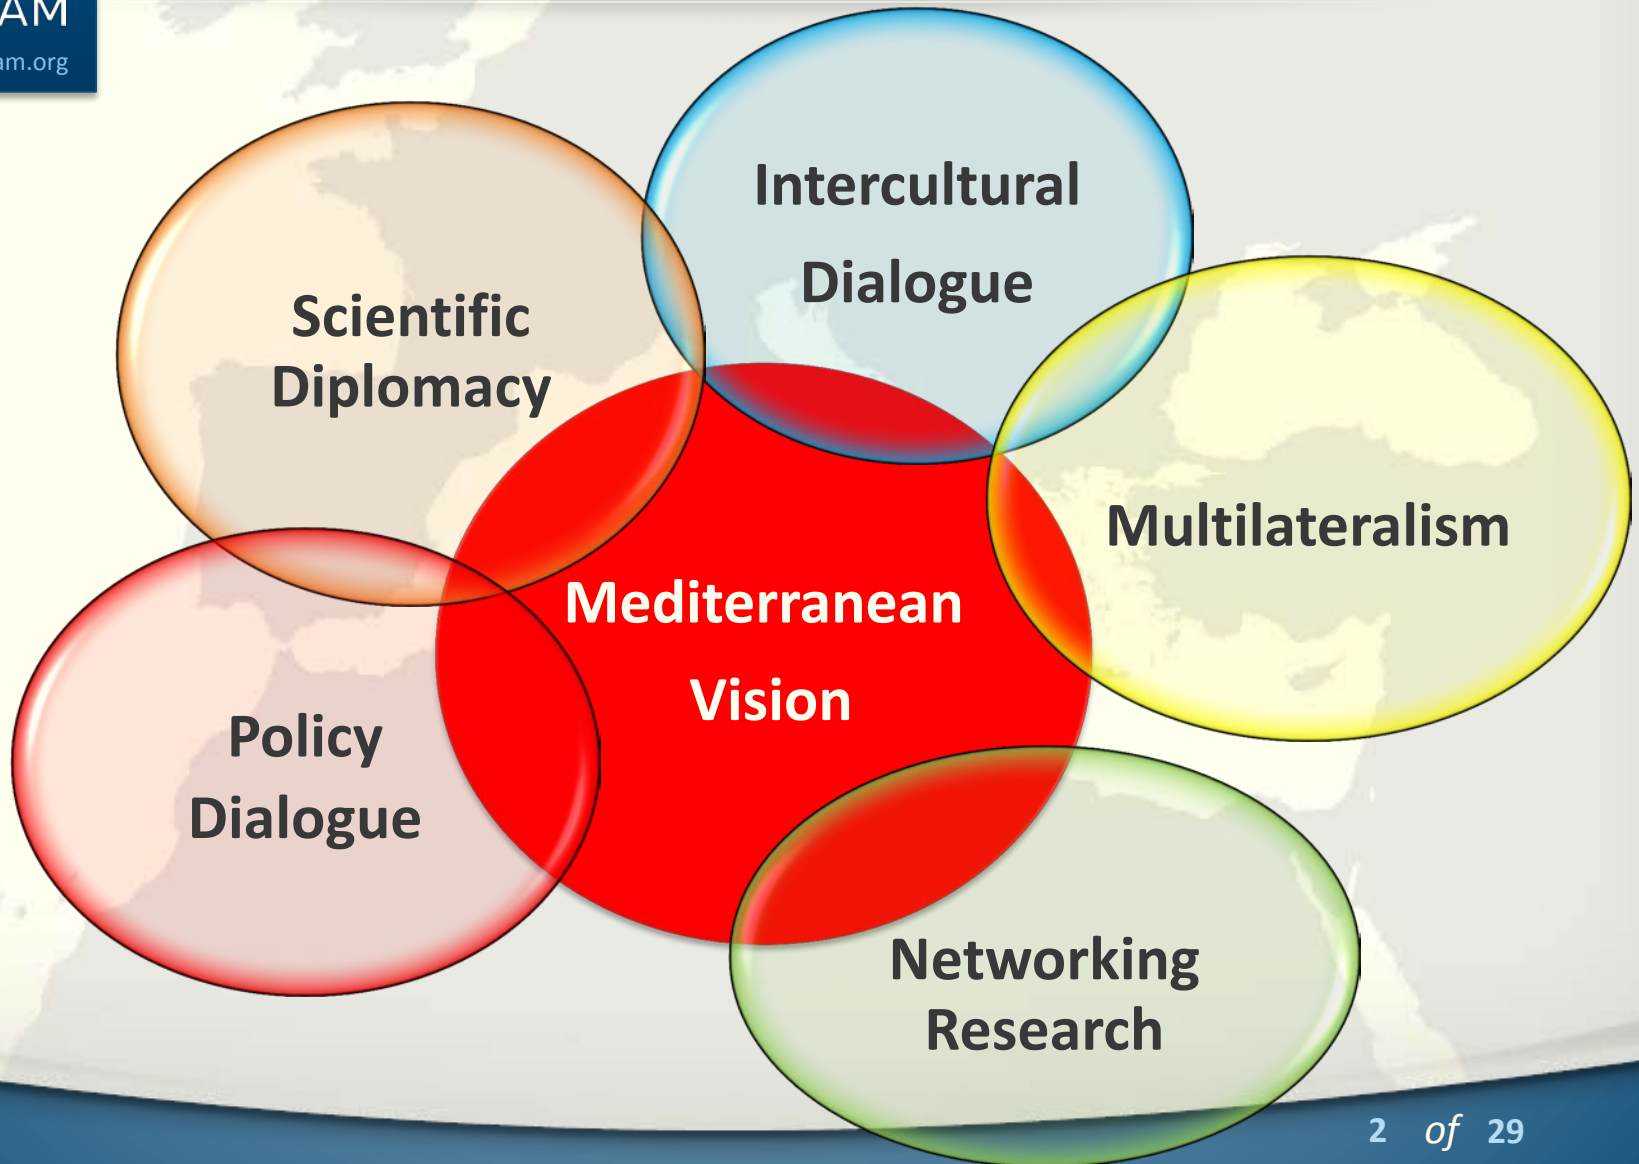 AM
am.org
Intercultural
Dialogue
Scientific
Diplomacy
Multilateralism
Mediterranean
Vision
Policy
Dialogue
Networking
Research
2 of 29